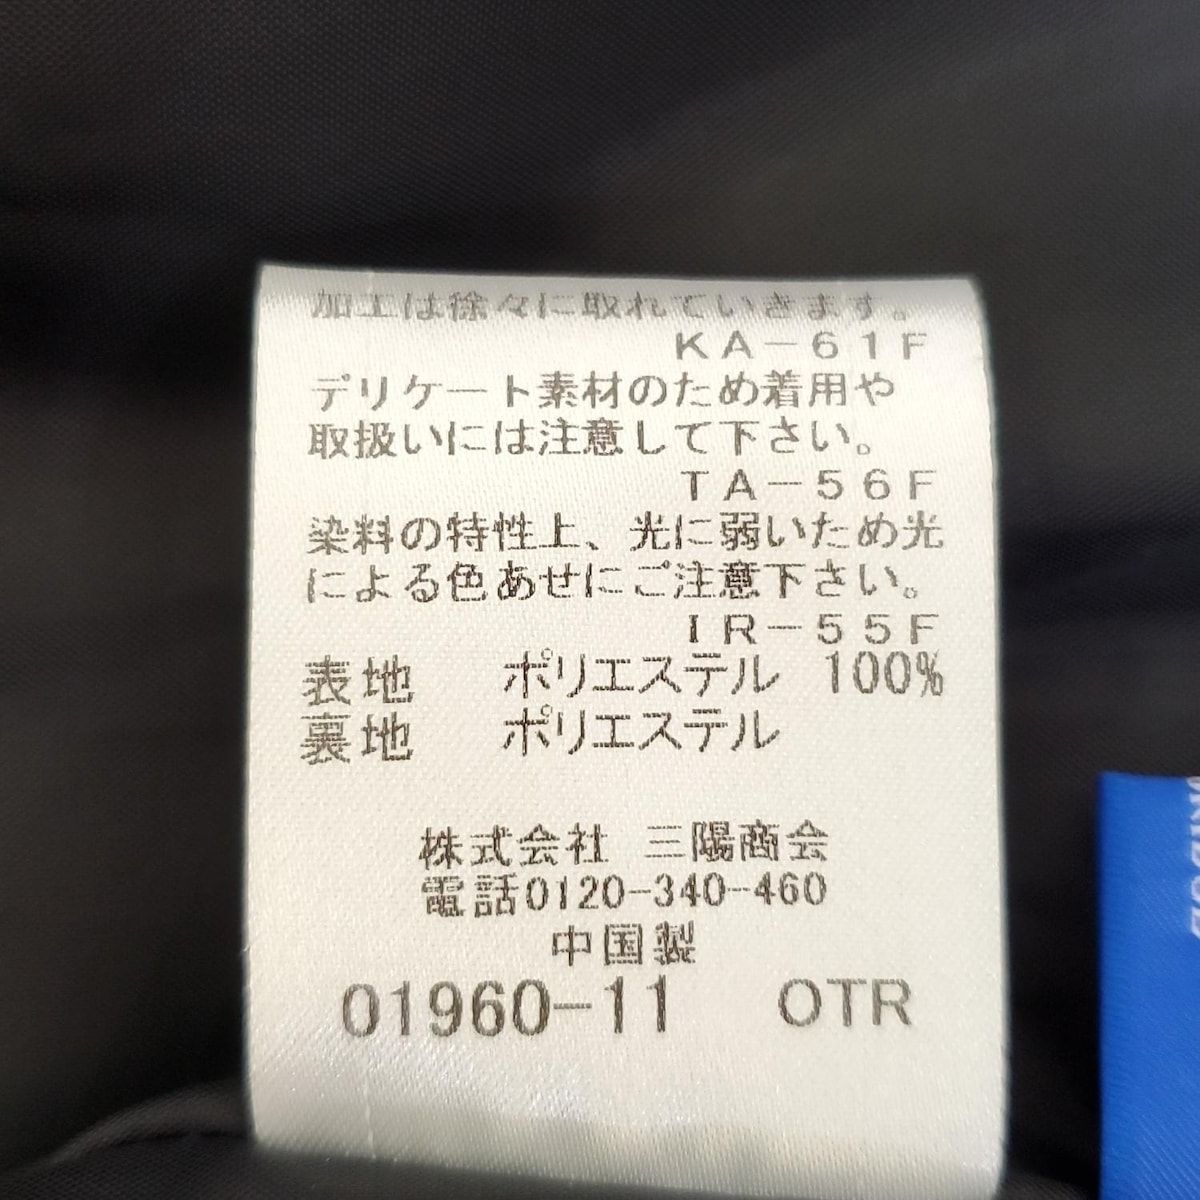 加工は徐々に取れていきます。
KA-61F
デリケート素材のため着用や
取扱いには注意して下さい。
TA-56F
染料の特性上、光に弱いため光
による色あせにご注意下さい。
IR-55F
表地 ポリエステル 100%
裏地 ポリエステル
株式会社 三陽商会
電話0120-340-460
中国製
01960-11 OTR